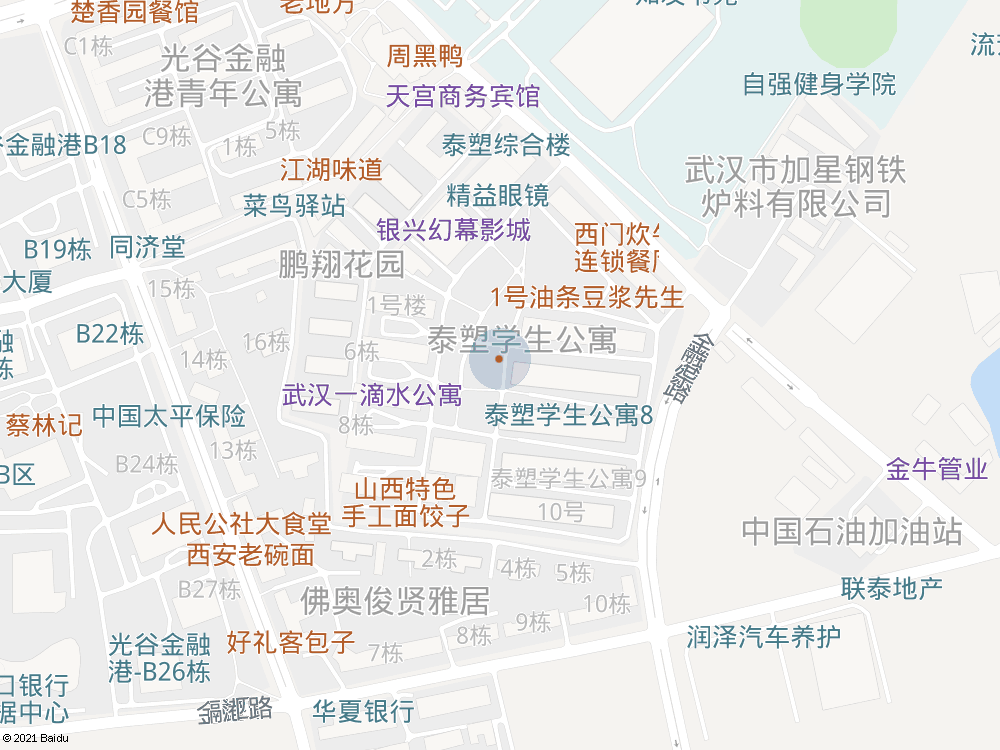 楚香园餐馆
老地方
C1栋
光谷金融
港青年公寓
周黑鸭
天宫商务宾馆
自强健身学院
C9栋
5栋
1栋
谷金融港B18
泰塑综合楼
江湖味道
武汉市加星钢铁
炉料有限公司
C5栋
菜鸟驿站
精益眼镜
银兴幻幕影城
西门炊牛
连锁餐厅
B19栋
同济堂
鹏翔花园
大厦
15栋
1号楼
1号油条豆浆先生
B22栋
融
栋
16栋
14栋
6栋
泰塑学生公寓
金融港路
武汉一滴水公寓
蔡林记
中国太平保险
泰塑学生公寓8
8栋
13栋
B24栋
B区
泰塑学生公寓9
金牛管业
山西特色
手工面饺子
10号
人民公社大食堂
西安老碗面
中国石油加油站
2栋
4栋
5栋
B27栋
佛奥俊贤雅居
10栋
联泰地产
9栋
8栋
润泽汽车养护
光谷金融
港-B26栋
好礼客包子
7栋
口银行
据中心
华夏银行
© 2021 Baidu